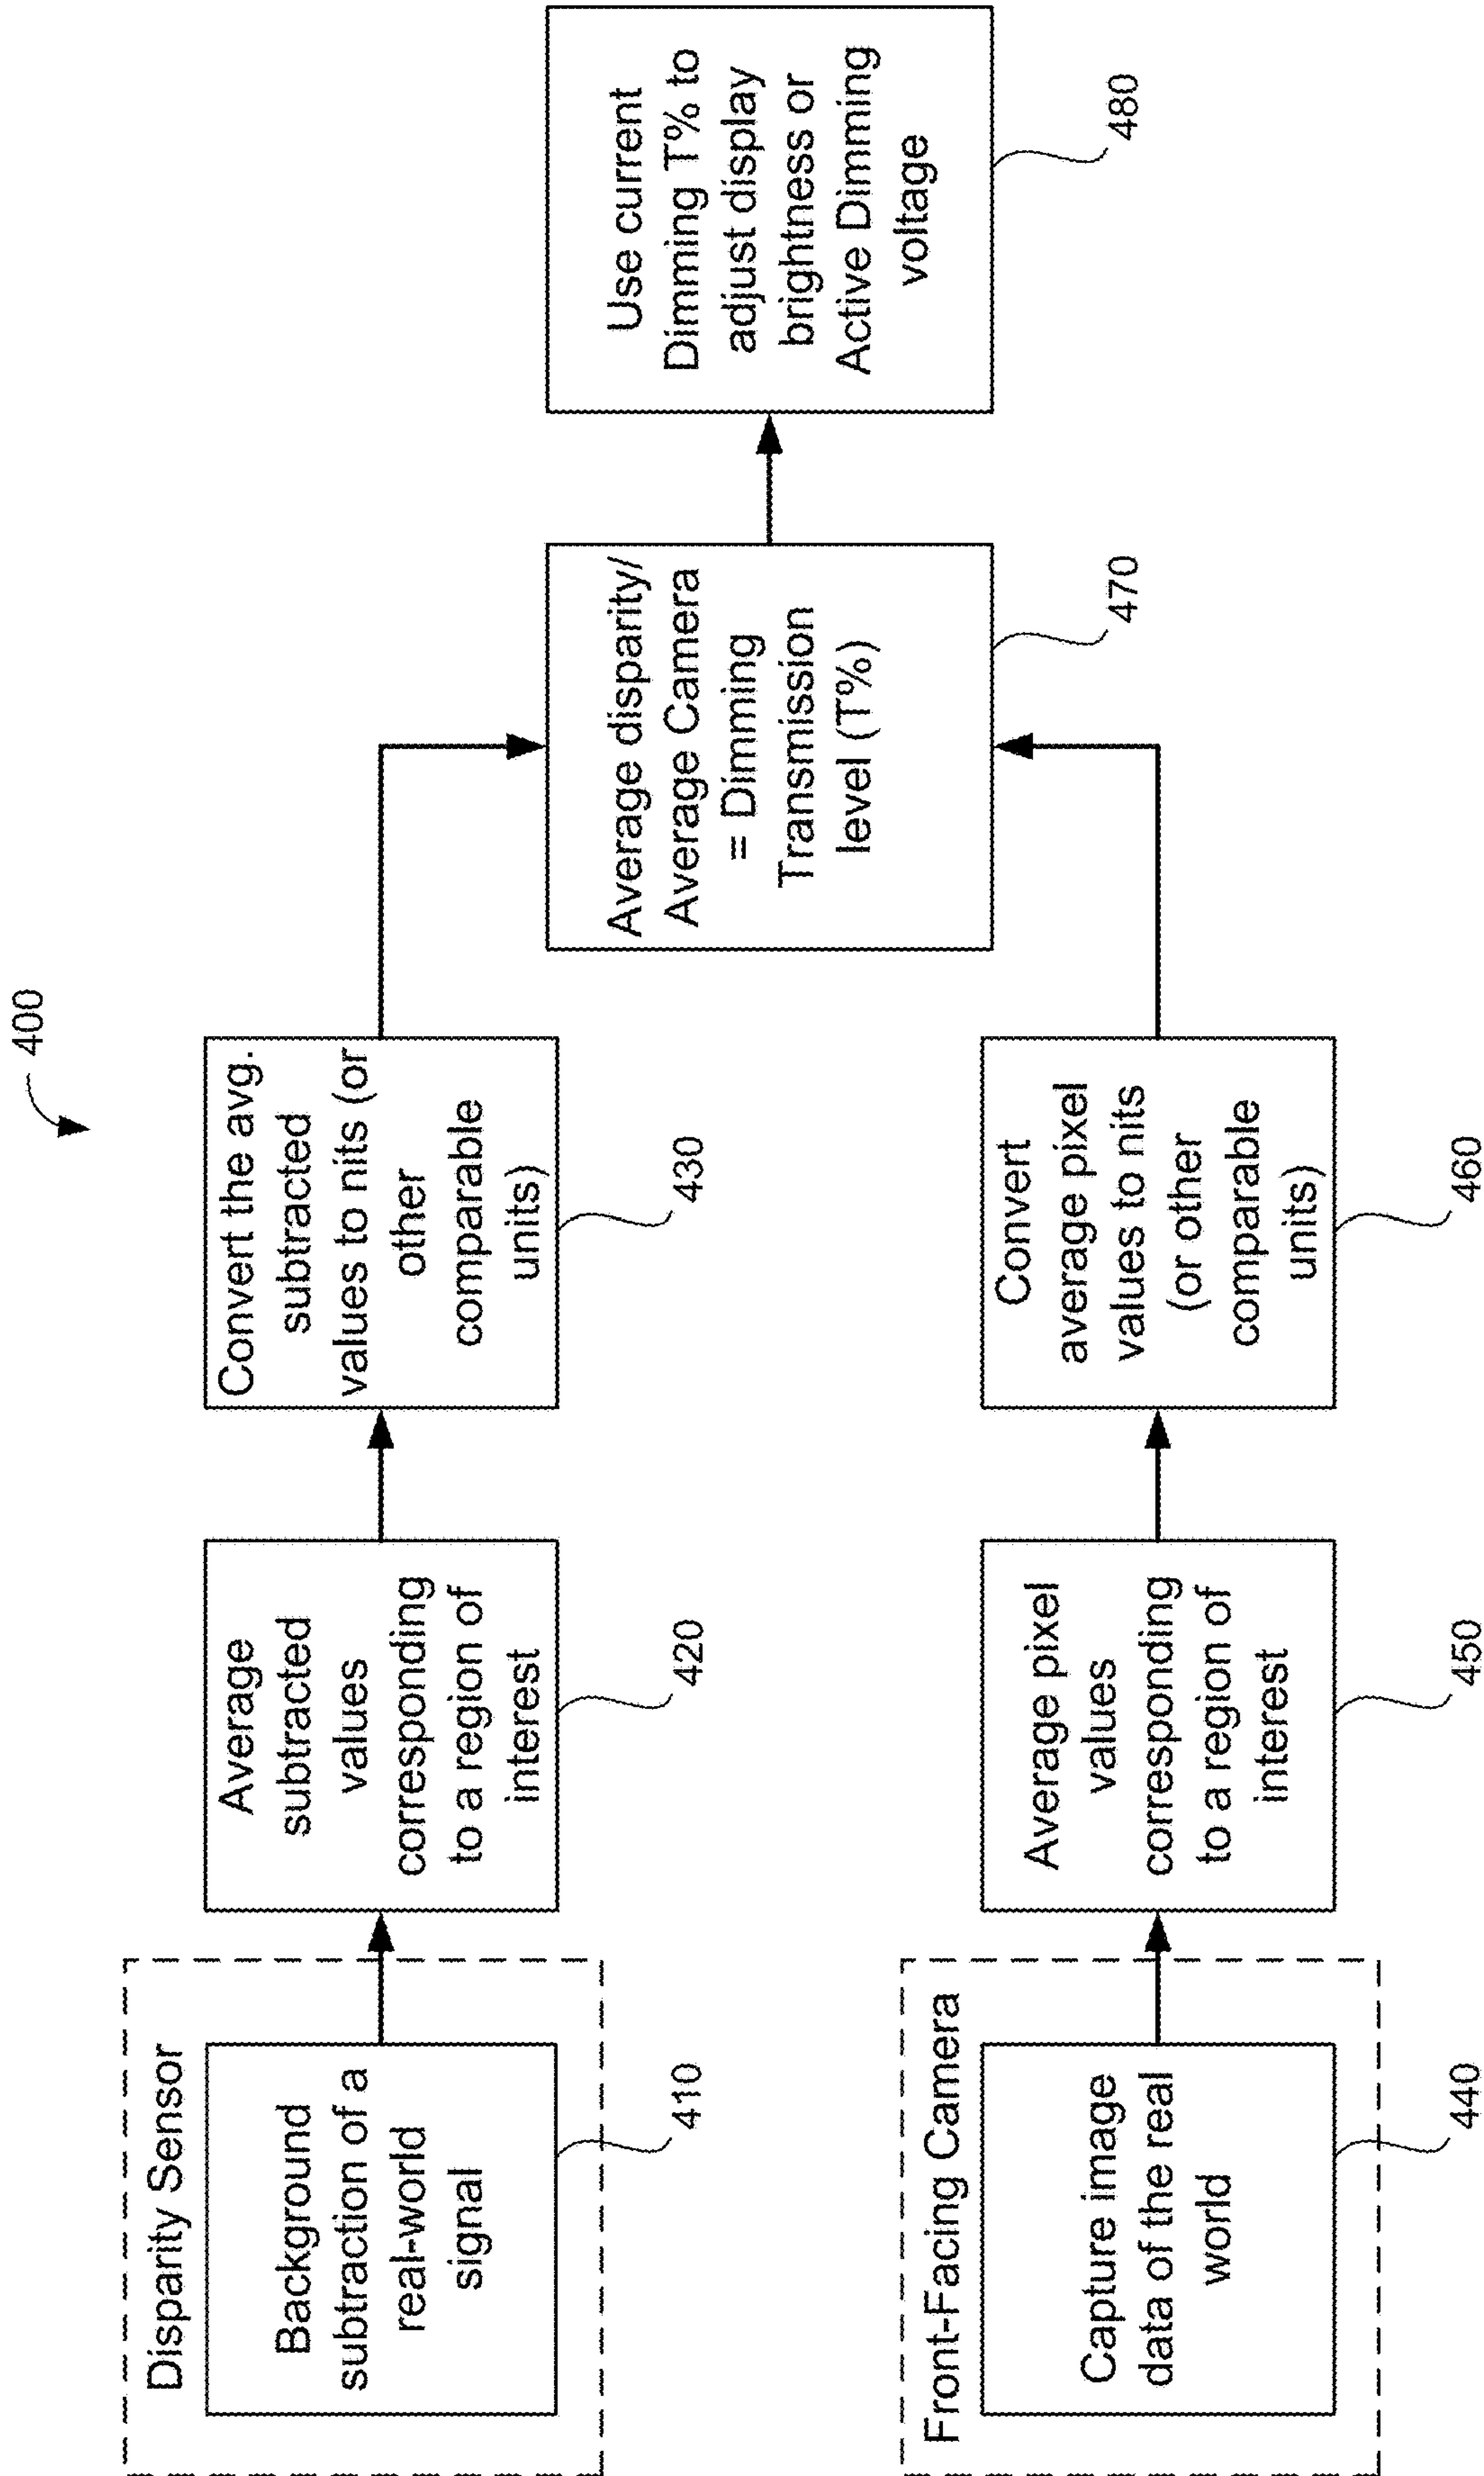 400
Disparity Sensor
Background
subtraction of a
real-world
signal
410
Average
subtracted
values
corresponding
to a region of
interest
420
Convert the avg.
subtracted
values to nits (or
other
comparable
units)
430
Front-Facing Camera
Capture image
data of the real
world
440
Average pixel
values
corresponding
to a region of
interest
450
Convert
average pixel
values to nits
(or other
comparable
units)
460
Average disparity/
Average Camera
= Dimming
Transmission
level (T%)
470
Use current
Dimming T% to
adjust display
brightness or
Active Dimming
voltage
480